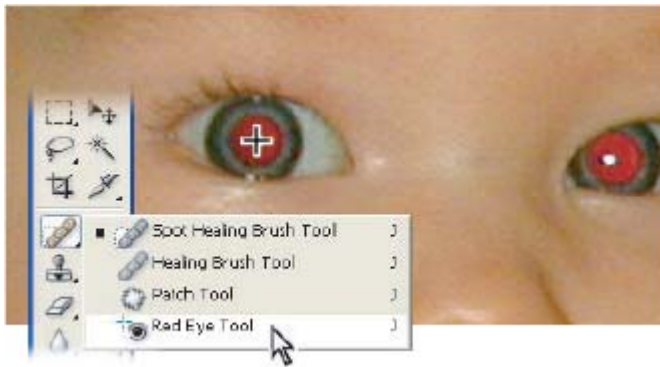 Spot Healing Brush Tool J
Healing Brush Tool J
Patch Tool J
Red Eye Tool J